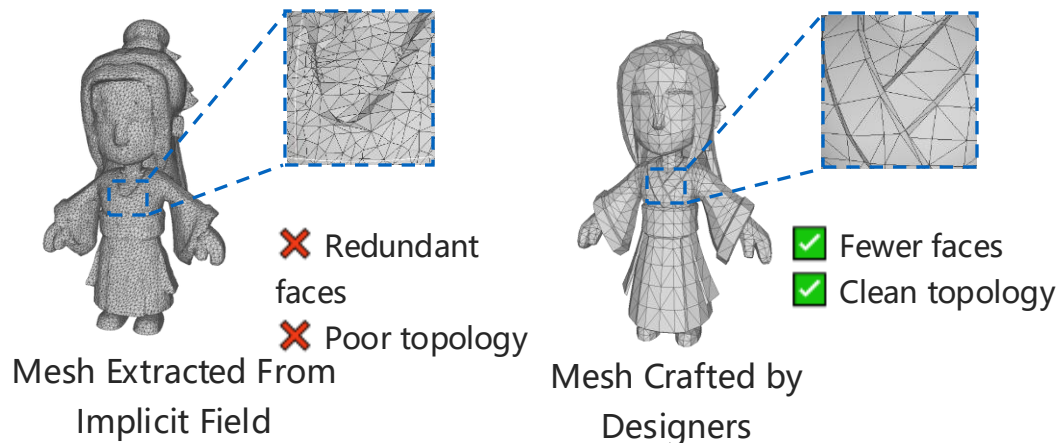 Redundant
faces
Poor topology
Mesh Extracted From
Implicit Field
Fewer faces
Clean topology
Mesh Crafted by
Designers